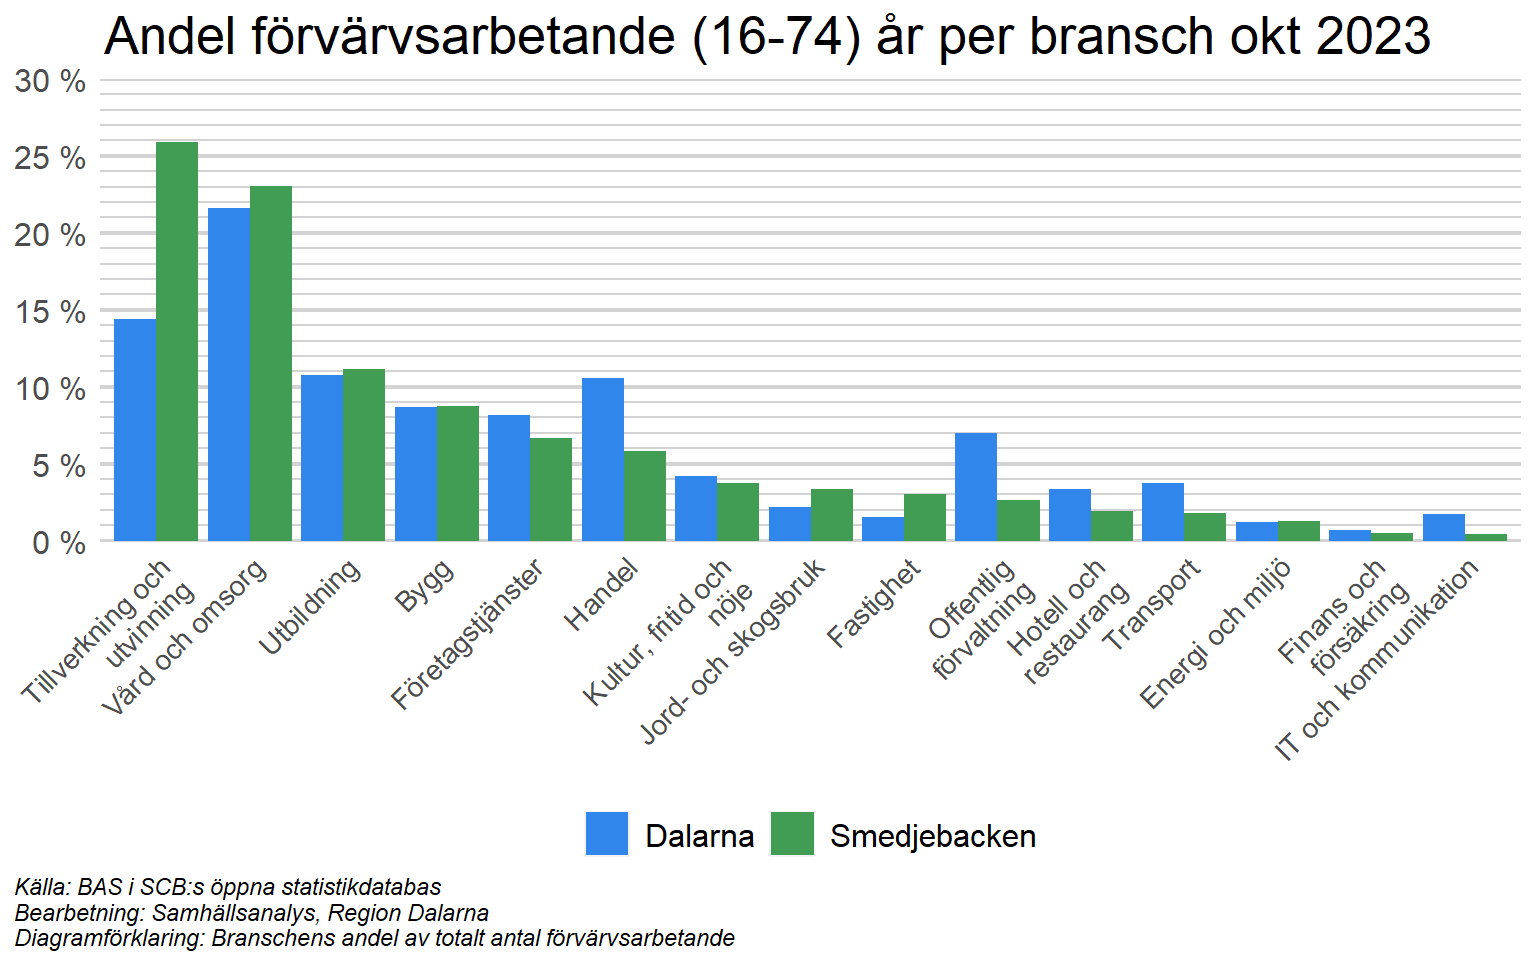 Andel förvärvsarbetande (16-74) år per bransch okt 2023
30 %
25 %
20 %
15 %
10 %
5 %
0 %
Tillverkning och
utvinning
Vård och omsorg
Utbildning
Bygg
Företagstjänster
Handel
Kultur, fritid och
nöje
Jord- och skogsbruk
Fastighet
Offentlig
förvaltning
Hotell och
restaurang
Transport
Energi och miljö
Finans och
försäkring
IT och kommunikation
Dalarna
Smedjebacken
Källa: BAS i SCB:s öppna statistikdatabas
Bearbetning: Samhällsanalys, Region Dalarna
Diagramförklaring: Branschens andel av totalt antal förvärvsarbetande